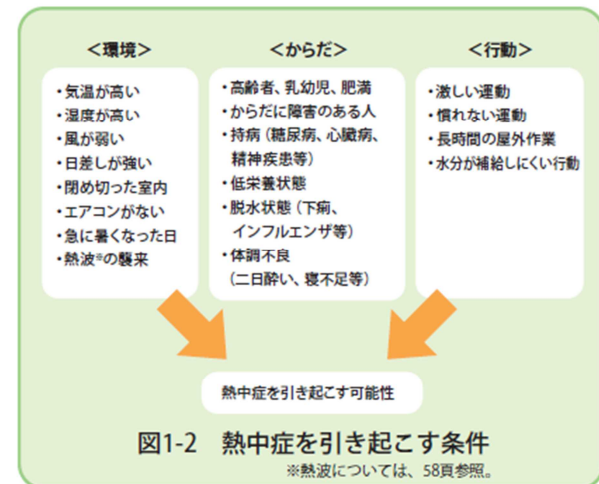 ＜環境＞
・気温が高い
・湿度が高い
・風が弱い
・日差しが強い
・閉め切った室内
・エアコンがない
・急に暑くなった日
・熱波※の襲来
＜からだ＞
・高齢者、乳幼児、肥満
・からだに障害のある人
・持病（糖尿病、心臓病、
精神疾患等）
・低栄養状態
・脱水状態（下痢、
インフルエンザ等）
・体調不良
（二日酔い、寝不足等）
＜行動＞
・激しい運動
・慣れない運動
・長時間の屋外作業
・水分が補給しにくい行動
熱中症を引き起こす可能性
図1-2　熱中症を引き起こす条件
※熱波については、58頁参照。